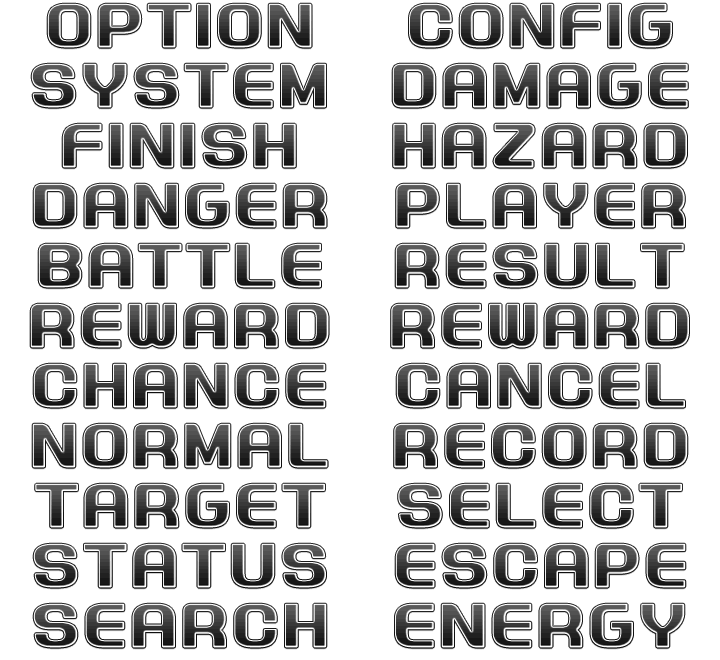 OPTION CONFIG
SYSTEM DAMAGE
FINISH HAZARD
DANGER PLAYER
BATTLE RESULT
REWARD REWARD
CHANCE CANCEL
NORMAL RECORD
TARGET SELECT
STATUS ESCAPE
SEARCH ENERGY